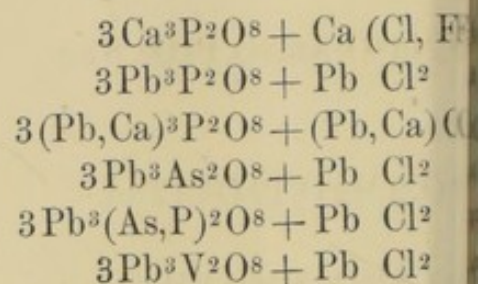 3Ca³P²O⁸ + Ca (Cl, F
3Pb³P²O⁸ + Pb Cl²
3(Pb,Ca)³P²O⁸ + (Pb,Ca)
3Pb³As²O⁸ + Pb Cl²
3Pb³(As,P)²O⁸ + Pb Cl²
3Pb³V²O⁸ + Pb Cl²